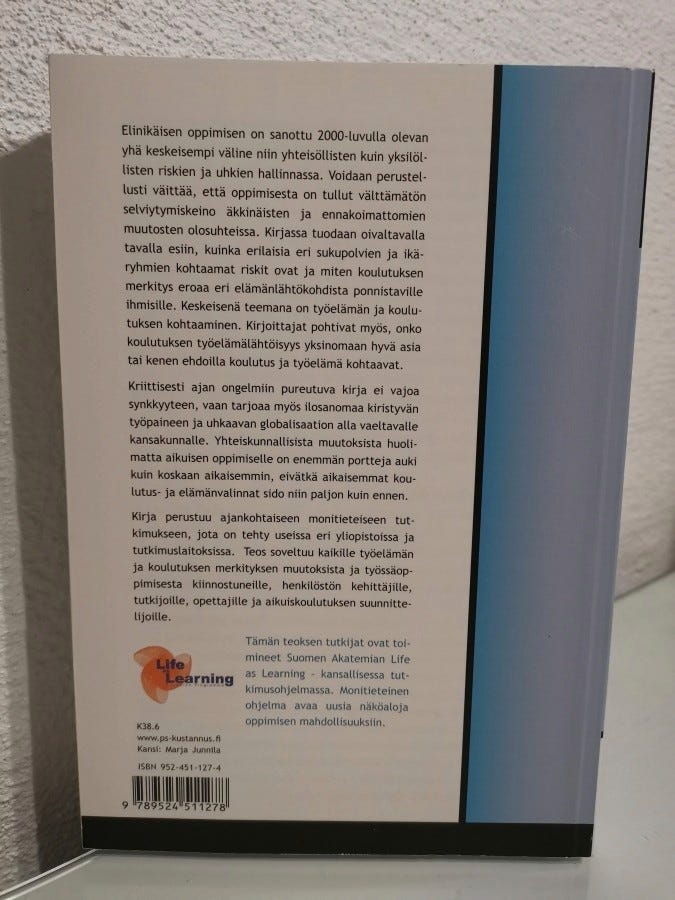 Elinikäisen oppimisen on sanottu 2000-luvulla olevan
yhä keskeisempi väline niin yhteisöllisten kuin yksilöl-
listen riskien ja uhkien hallinnassa. Voidaan perustel-
lusti väittää, että oppimisesta on tullut välttämätön
selviytymiskeino äkkinäisten ja ennakoimattomien
muutosten olosuhteissa. Kirjassa tuodaan oivaltavalla
tavalla esiin, kuinka erilaisia eri sukupolvien ja ikä-
ryhmien kohtaamat riskit ovat ja miten koulutuksen
merkitys eroaa eri elämänlähtökohdista ponnistaville
ihmisille. Keskeisenä teemana on työelämän ja koulu-
tuksen kohtaaminen. Kirjoittajat pohtivat myös, onko
koulutuksen työelämälähtöisyys yksinomaan hyvä asia
tai kenen ehdoilla koulutus ja työelämä kohtaavat.
Kriittisesti ajan ongelmiin pureutuva kirja ei vajoa
synkkyyteen, vaan tarjoaa myös ilosanomaa kiristyvän
työpaineen ja uhkaavan globalisaation alla vaeltavalle
kansakunnalle. Yhteiskunnallisista muutoksista huoli-
matta aikuisen oppimiselle on enemmän portteja auki
kuin koskaan aikaisemmin, eivätkä aikaisemmat kou-
lutus- ja elämänvalinnat sido niin paljon kuin ennen.
Kirja perustuu ajankohtaiseen monitieteiseen tut-
kimukseen, jota on tehty useissa eri yliopistoissa ja
tutkimuslaitoksissa. Teos soveltuu kaikille työelämän
ja koulutuksen merkityksen muutoksista ja työssäop-
pimisesta kiinnostuneille, henkilöstön kehittäjille,
tutkijoille, opettajille ja aikuiskoulutuksen suunnitte-
lijoille.
Tämän teoksen tutkijat ovat toi-
mineet Suomen Akatemian Life
as Learning - kansallisessa tut-
kimusohjelmassa. Monitieteinen
ohjelma avaa uusia näköaloja
oppimisen mahdollisuuksiin.
Life
as Learning
K38.6
www.ps-kustannus.fi
Kansi: Marja Junnila
ISBN 952-451-127-4
9 789524 511278